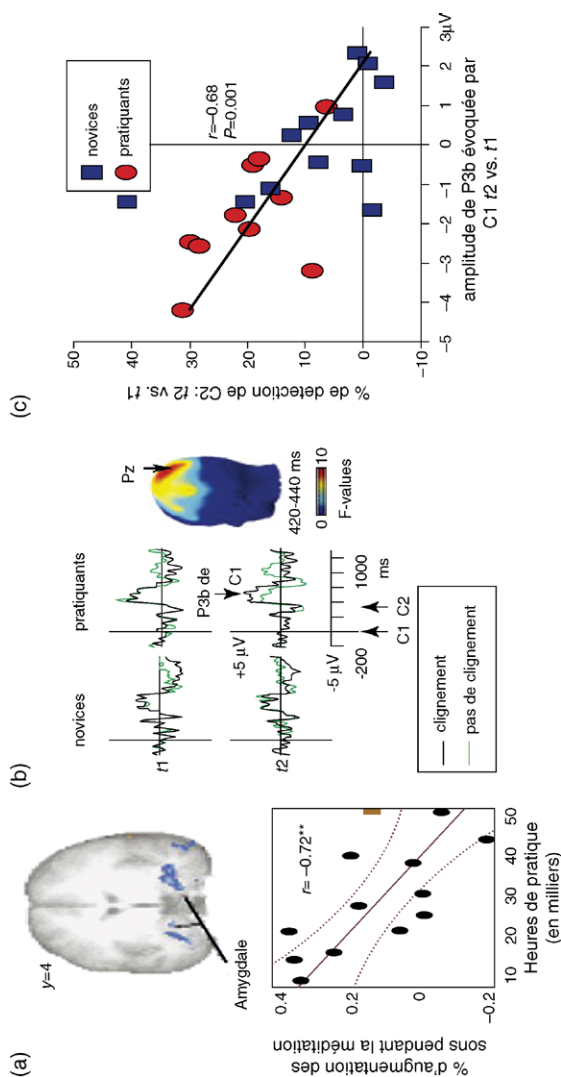 (a)
y=4
Amygdale
% d'augmentation des
sons pendant la méditation
0.4
0.2
0
-0.2
r= –0.72**
10
20
30
40
50
Heures de pratique
(en milliers)
(b)
novices
pratiquants
t1
P3b de
C1
t2
+5 µV
-5 µV
-200
1000
ms
C1
C2
clignement
pas de clignement
Pz
420-440 ms
0
10
F-values
(c)
% de detection de C2: t2 vs. t1
50
40
30
20
10
0
-10
novices
pratiquants
r=–0.68
P=0.001
-5
-4
-3
-2
-1
0
1
2
3µV
amplitude de P3b évoquée par
C1 t2 vs. t1